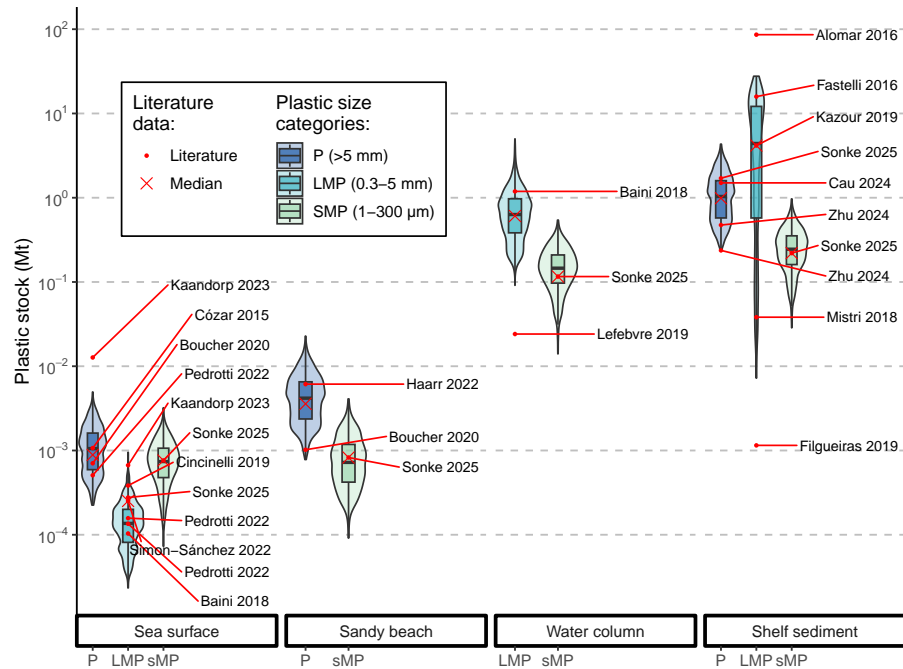 Plastic stock (Mt)
10²
10¹
10⁰
10⁻¹
10⁻²
10⁻³
10⁻⁴
Literature data:
Literature
Median
Plastic size categories:
P (>5 mm)
LMP (0.3–5 mm)
SMP (1–300 µm)
Kaandorp 2023
Cózar 2015
Boucher 2020
Pedrotti 2022
Kaandorp 2023
Sonke 2025
Cincinelli 2019
Sonke 2025
Pedrotti 2022
Simon−Sánchez 2022
Pedrotti 2022
Baini 2018
Haarr 2022
Boucher 2020
Sonke 2025
Baini 2018
Sonke 2025
Lefebvre 2019
Alomar 2016
Fastelli 2016
Kazour 2019
Sonke 2025
Cau 2024
Zhu 2024
Sonke 2025
Zhu 2024
Mistri 2018
Filgueiras 2019
Sea surface
Sandy beach
Water column
Shelf sediment
P LMP sMP
P sMP
LMP sMP
P LMP sMP